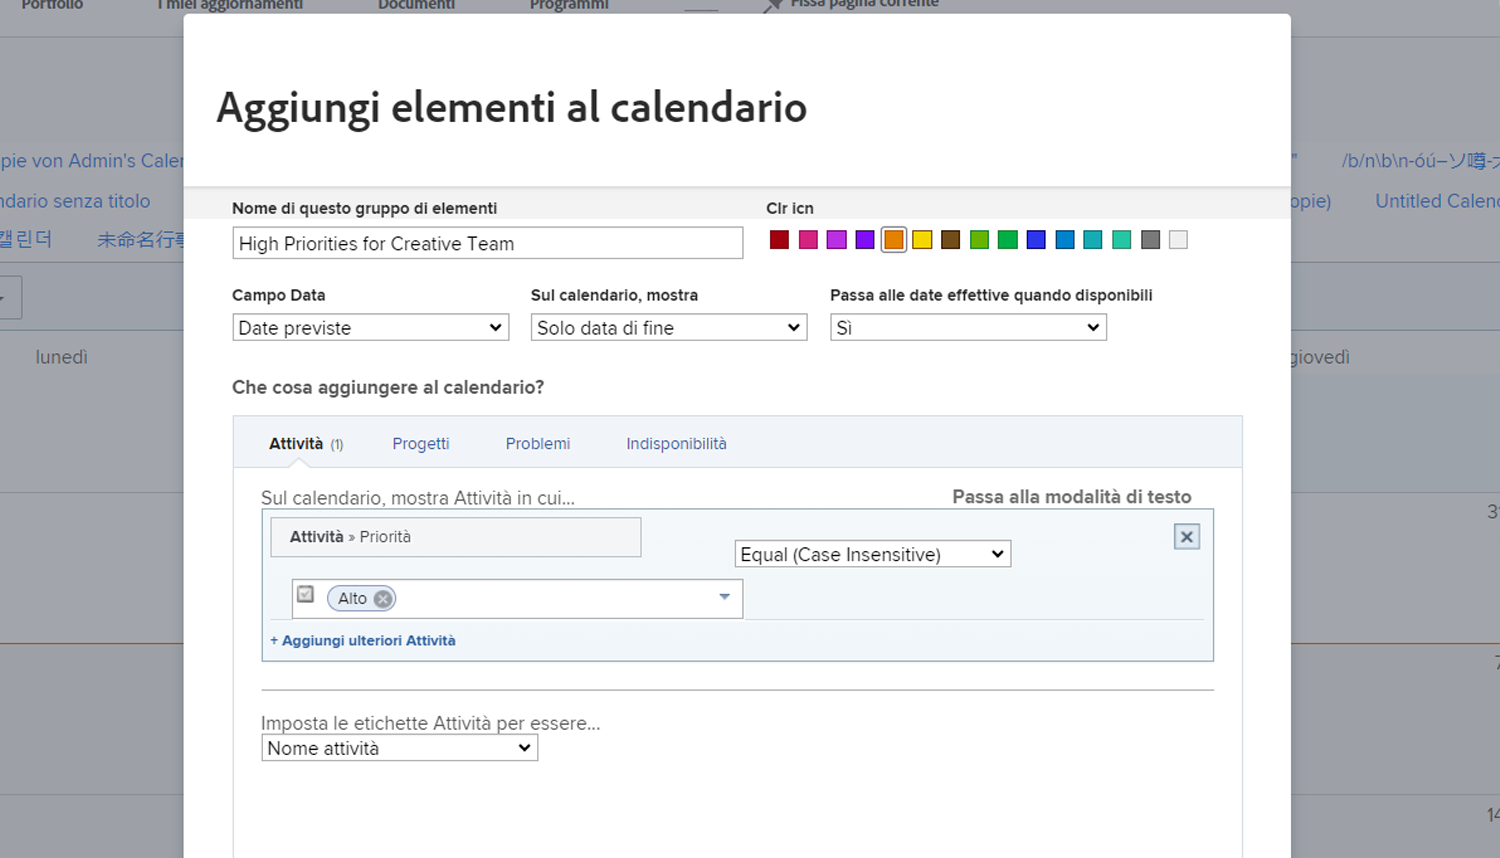 Portfolio I miei aggiornamenti Documenti Programmi Fissa pagina corrente
Aggiungi elementi al calendario
pie von Admin's Caler
/b/n\b\n-óú–ソ噂-
ndario senza titolo
opie)
Untitled Calend
캘린더
未命名行事
lunedì
giovedì
Nome di questo gruppo di elementi
Clr icn
High Priorities for Creative Team
Campo Data
Sul calendario, mostra
Passa alle date effettive quando disponibili
Date previste
Solo data di fine
Sì
Che cosa aggiungere al calendario?
Attività (1) Progetti Problemi Indisponibilità
Sul calendario, mostra Attività in cui...
Passa alla modalità di testo
Attività » Priorità
Equal (Case Insensitive)
Alto
+ Aggiungi ulteriori Attività
Imposta le etichette Attività per essere...
Nome attività
7
14